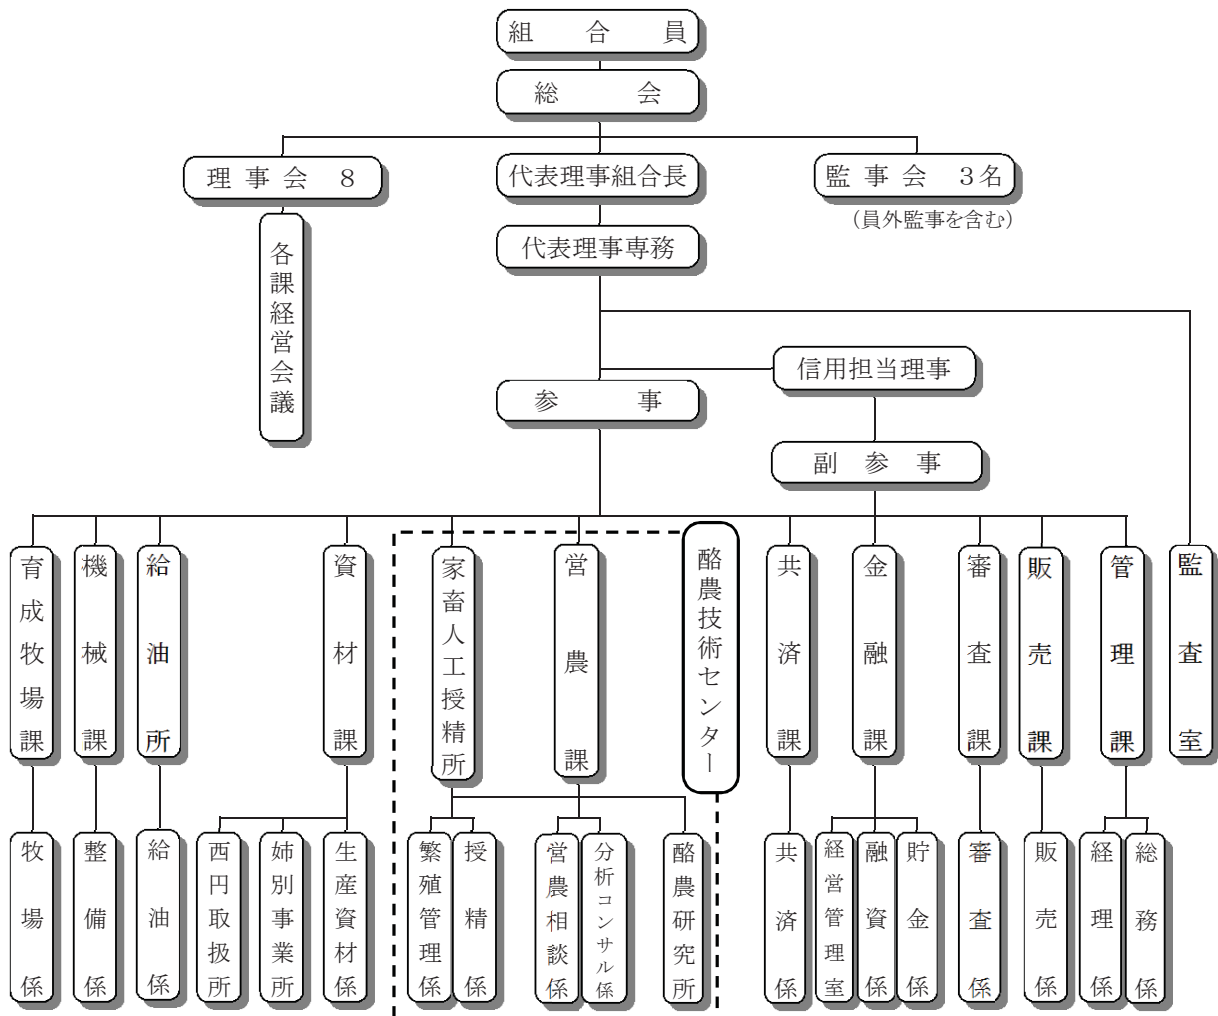 組合員
総会
理事会 8
代表理事組合長
監事会 3名
(員外監事を含む)
代表理事専務
各課経営会議
信用担当理事
参事
副参事
育成牧場課
機械課
給油所
資材課
家畜人工授精所
営農課
酪農技術センター
共済課
金融課
審査課
販売課
管理課
監査室
牧場係
整備係
給油係
西円取扱所
姉別事業所
生産資材係
繁殖管理係
授精係
営農相談係
分析コンサル係
酪農研究所
共済係
経営管理室
融資係
貯金係
審査係
販売係
経理係
総務係